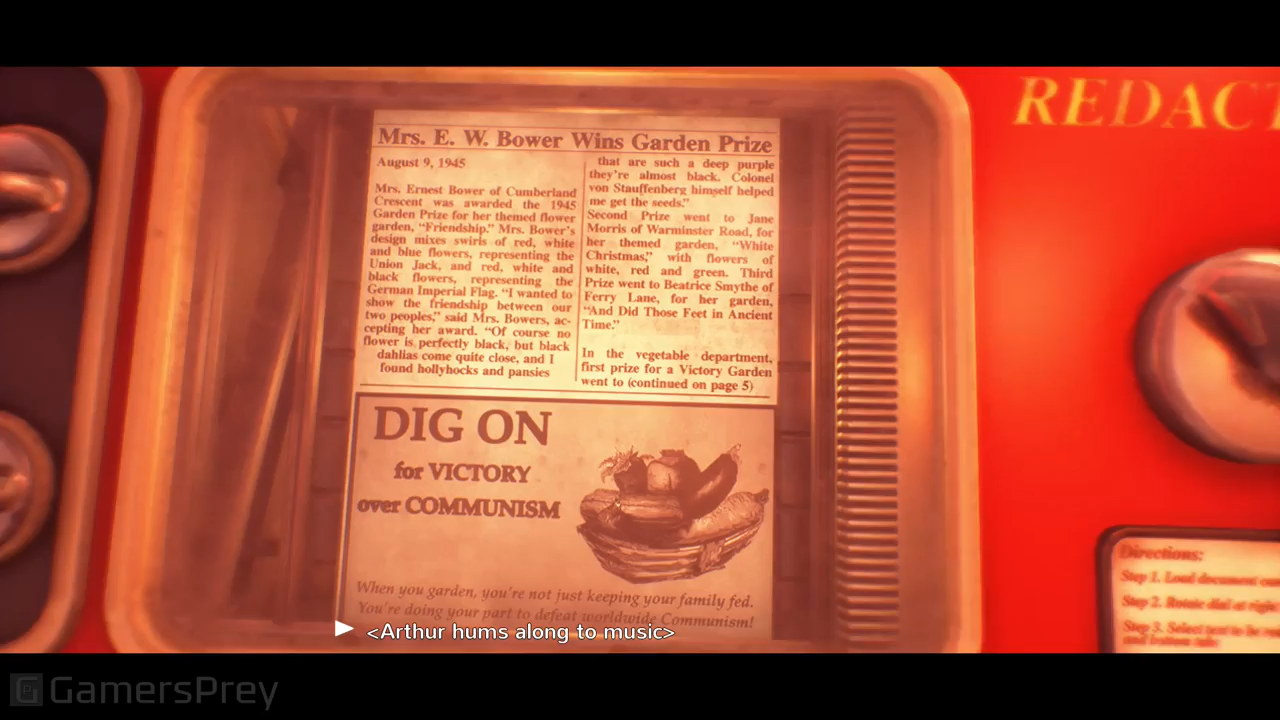 REDACT
Mrs. E. W. Bower Wins Garden Prize
August 9, 1945
Mrs. Ernest Bower of Cumberland
Crescent was awarded the 1945
Garden Prize for her themed flower
garden, “Friendship.” Mrs. Bower’s
design mixes swirls of red, white
and blue flowers, representing the
Union Jack, and red, white and
black flowers, representing the
German Imperial Flag. “I wanted to
show the friendship between our
two peoples,” said Mrs. Bowers, ac-
cepting her award. “Of course no
flower is perfectly black, but black
dahlias come quite close, and I
found hollyhocks and pansies
that are such a deep purple
they’re almost black. Colonel
von Stauffenberg himself helped
me get the seeds.”
Second Prize went to Jane
Morris of Warminster Road, for
her themed garden, “White
Christmas,” with flowers of
white, red and green. Third
Prize went to Beatrice Smythe of
Ferry Lane, for her garden,
“And Did Those Feet in Ancient
Time.”
In the vegetable department,
first prize for a Victory Garden
went to (continued on page 5)
DIG ON
for VICTORY
over COMMUNISM
When you garden, you’re not just keeping your family fed.
You’re doing your part to defeat worldwide Communism!
Directions:
Step 1. Load document
Step 2. Rotate dial at right
Step 3. Select text to be
and bottom
<Arthur hums along to music>
GamersPrey